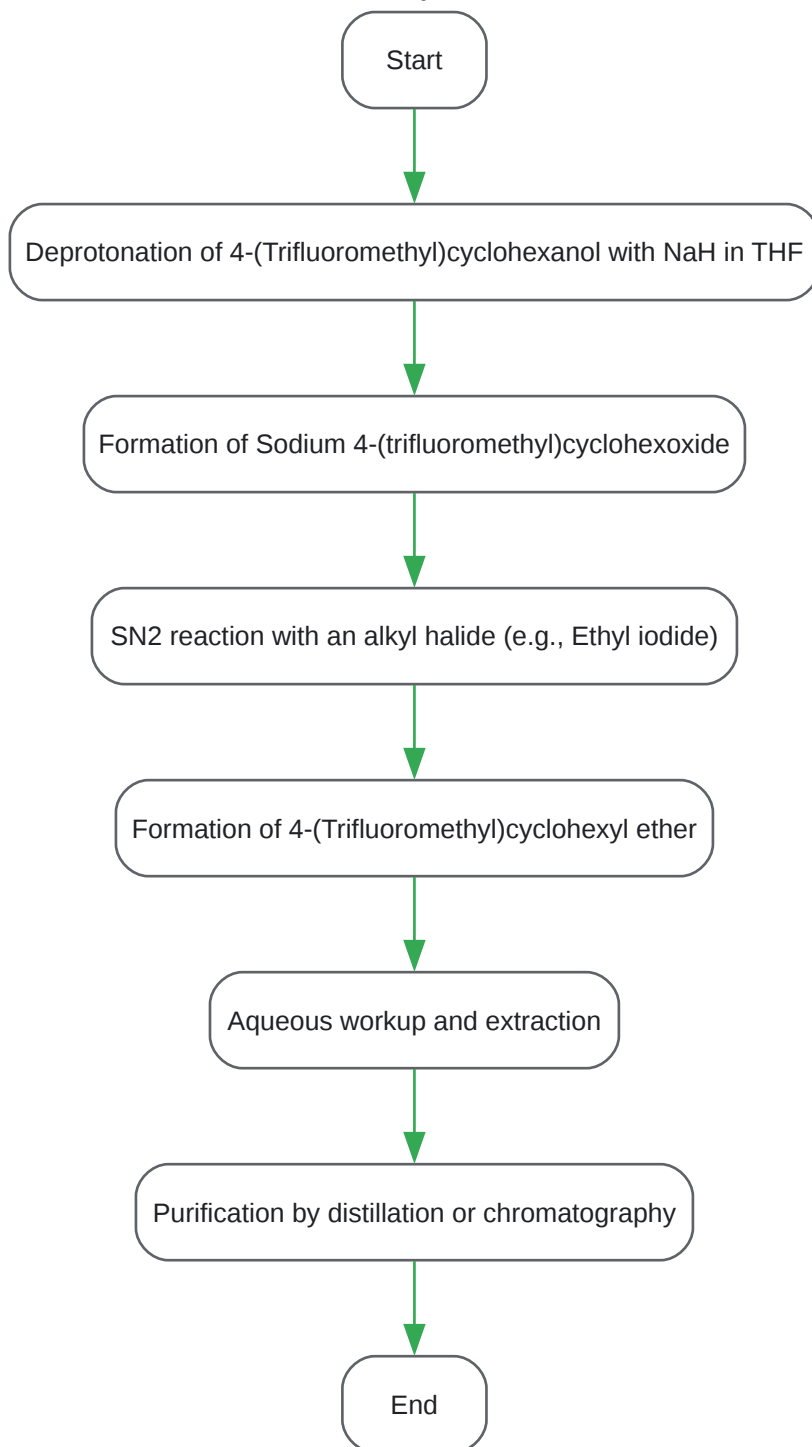 Start
Deprotonation of 4-(Trifluoromethyl)cyclohexanol with NaH in THF
Formation of Sodium 4-(trifluoromethyl)cyclohexoxide
SN2 reaction with an alkyl halide (e.g., Ethyl iodide)
Formation of 4-(Trifluoromethyl)cyclohexyl ether
Aqueous workup and extraction
Purification by distillation or chromatography
End